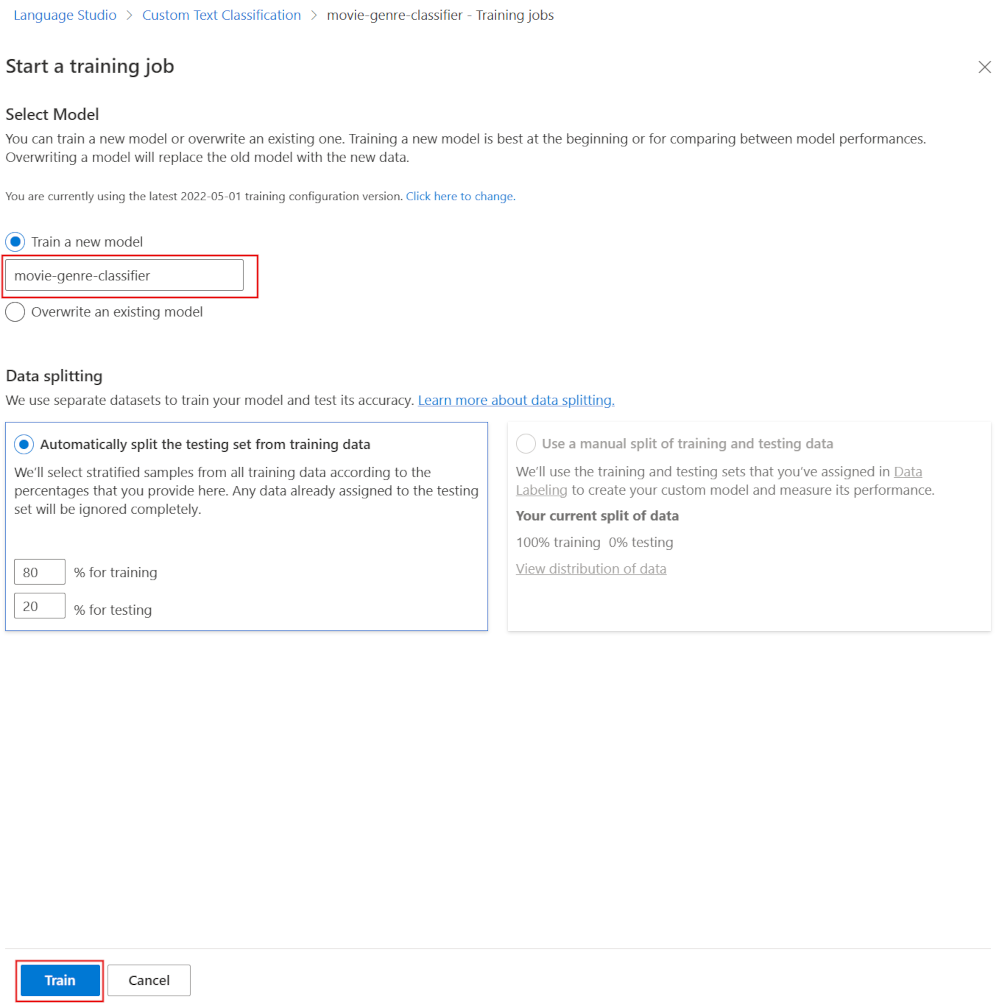 Language Studio > Custom Text Classification > movie-genre-classifier - Training jobs
Start a training job
Select Model
You can train a new model or overwrite an existing one. Training a new model is best at the beginning or for comparing between model performances.
Overwriting a model will replace the old model with the new data.
You are currently using the latest 2022-05-01 training configuration version. Click here to change.
Train a new model
movie-genre-classifier
Overwrite an existing model
Data splitting
We use separate datasets to train your model and test its accuracy. Learn more about data splitting.
Automatically split the testing set from training data
We'll select stratified samples from all training data according to the
percentages that you provide here. Any data already assigned to the testing
set will be ignored completely.
80 % for training
20 % for testing
Use a manual split of training and testing data
We'll use the training and testing sets that you've assigned in Data
Labeling to create your custom model and measure its performance.
Your current split of data
100% training 0% testing
View distribution of data
Train Cancel